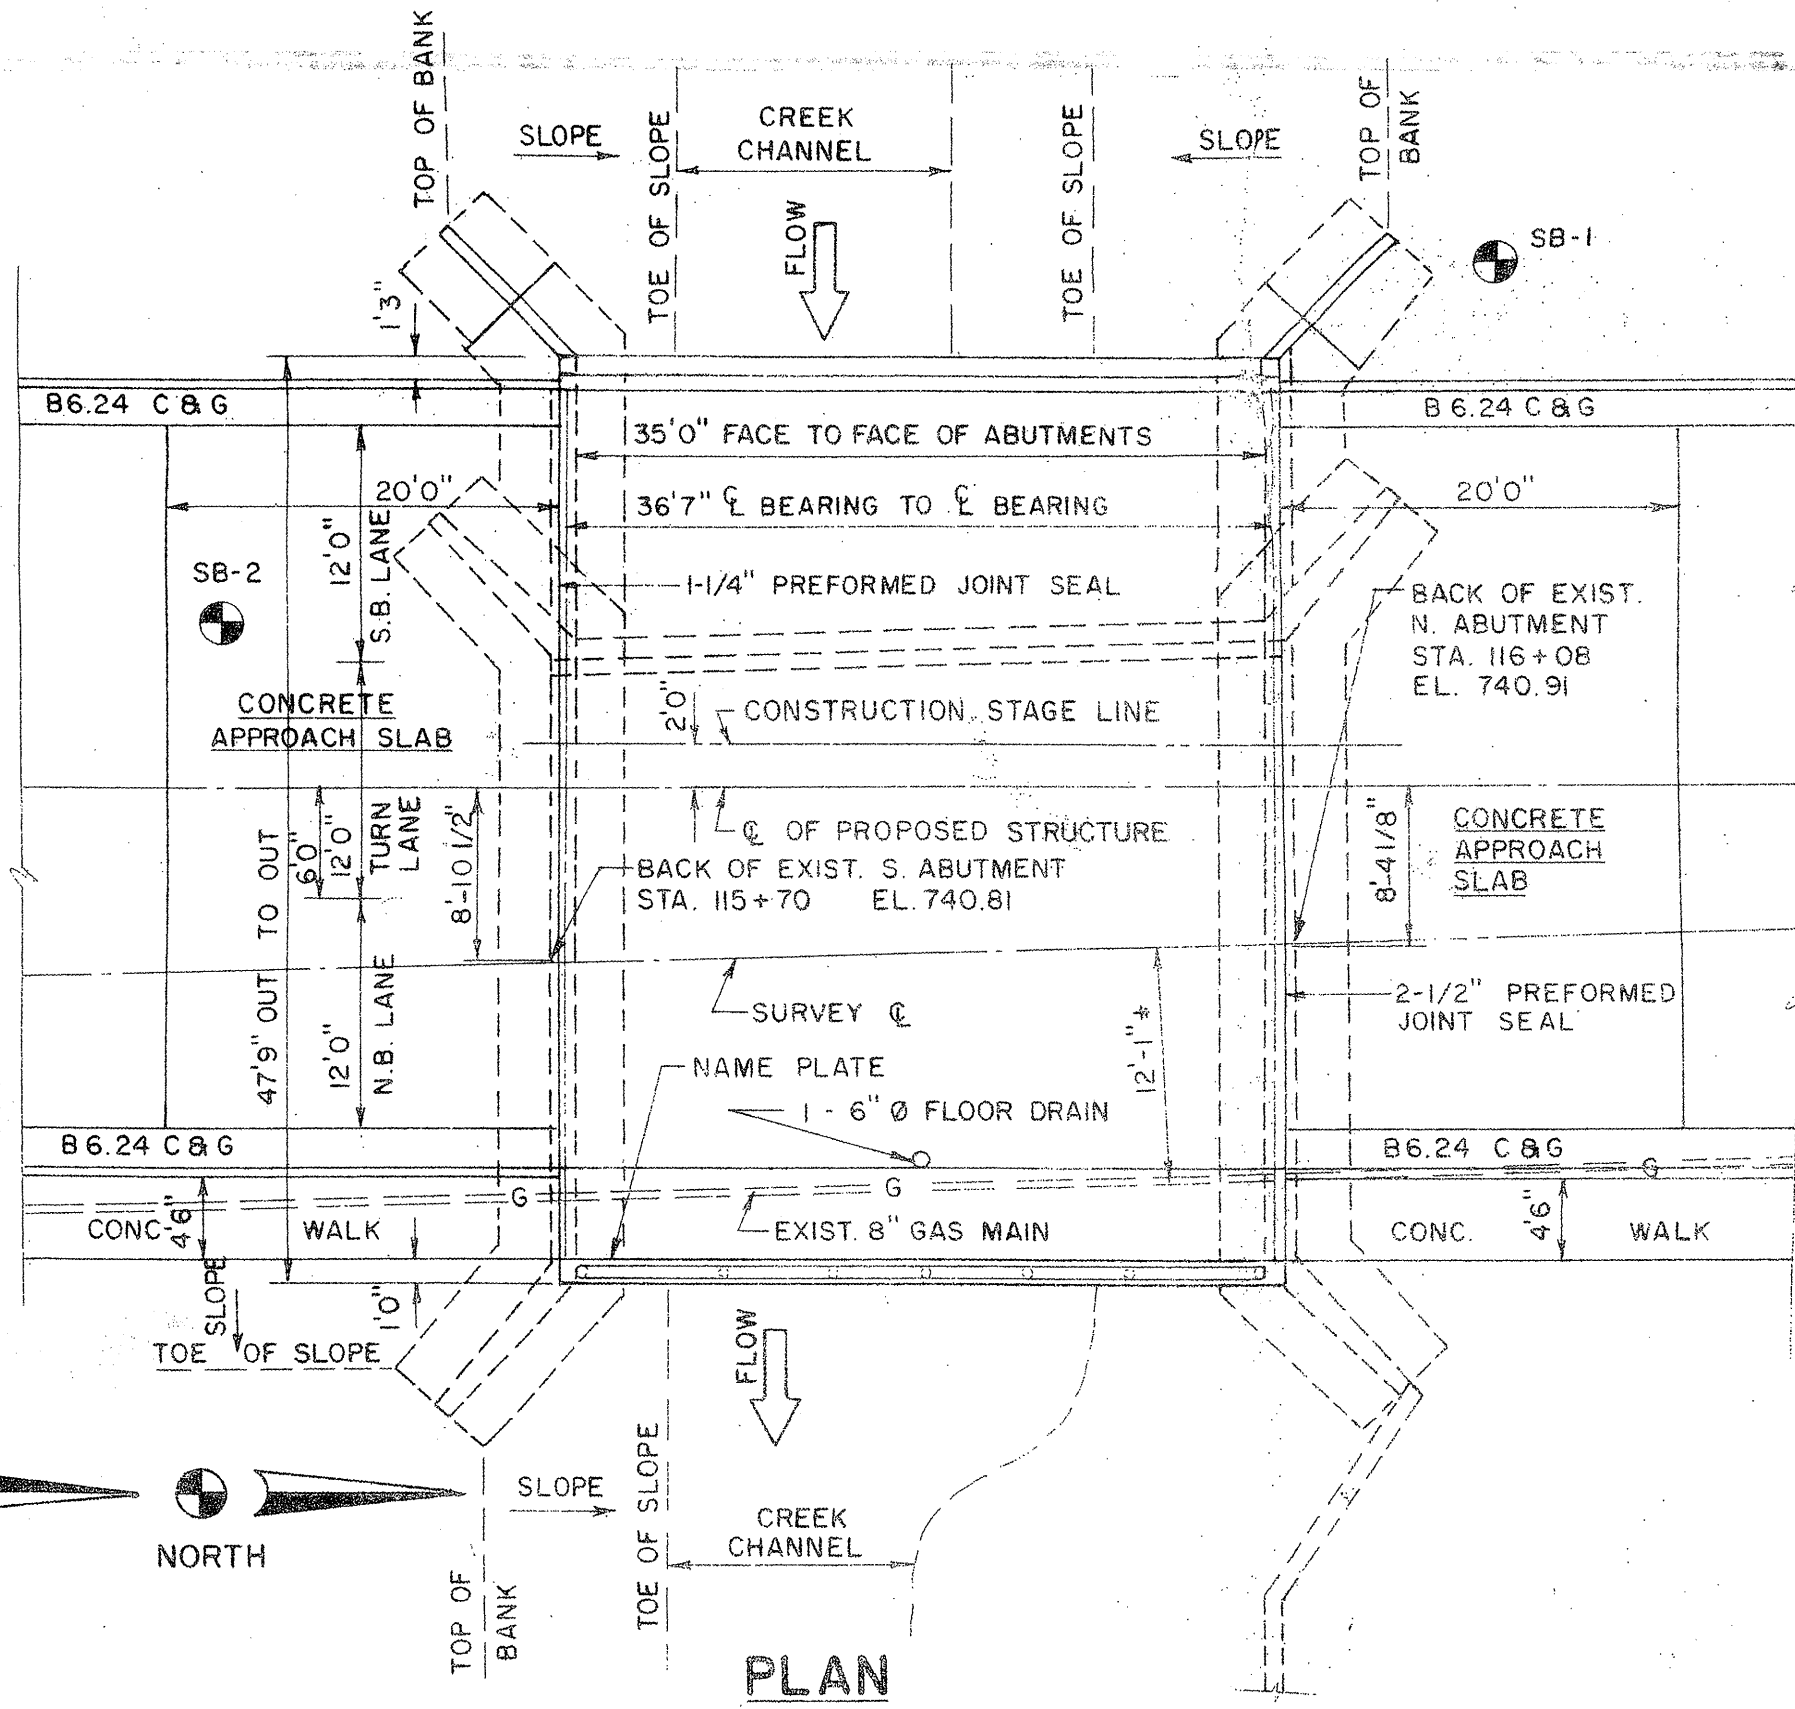 TOP OF BANK
SLOPE
TOE OF SLOPE
CREEK
CHANNEL
TOE OF SLOPE
SLOPE
TOP OF
BANK
FLOW
SB-1
1'3"
B6.24 C & G
B6.24 C & G
35'0" FACE TO FACE OF ABUTMENTS
20'0"
36'7" ℄ BEARING TO ℄ BEARING
20'0"
12'0"
S.B. LANE
SB-2
1-1/4" PREFORMED JOINT SEAL
BACK OF EXIST.
N. ABUTMENT
STA. 116+08
EL. 740.91
CONCRETE
APPROACH SLAB
2'0"
CONSTRUCTION STAGE LINE
47'9" OUT TO OUT
6'0"
12'0"
TURN
LANE
8'-10 1/2"
℄ OF PROPOSED STRUCTURE
8'-4 1/8"
CONCRETE
APPROACH
SLAB
BACK OF EXIST. S. ABUTMENT
STA. 115+70 EL. 740.81
12'0"
N.B. LANE
SURVEY ℄
12'-1" ±
2-1/2" PREFORMED
JOINT SEAL
NAME PLATE
1 - 6" Ø FLOOR DRAIN
B6.24 C & G
B6.24 C & G
G
G
G
CONC.
4'6"
WALK
EXIST. 8" GAS MAIN
CONC.
4'6"
WALK
SLOPE
1'0"
TOE OF SLOPE
FLOW
NORTH
TOP OF
BANK
SLOPE
TOE OF SLOPE
CREEK
CHANNEL
PLAN